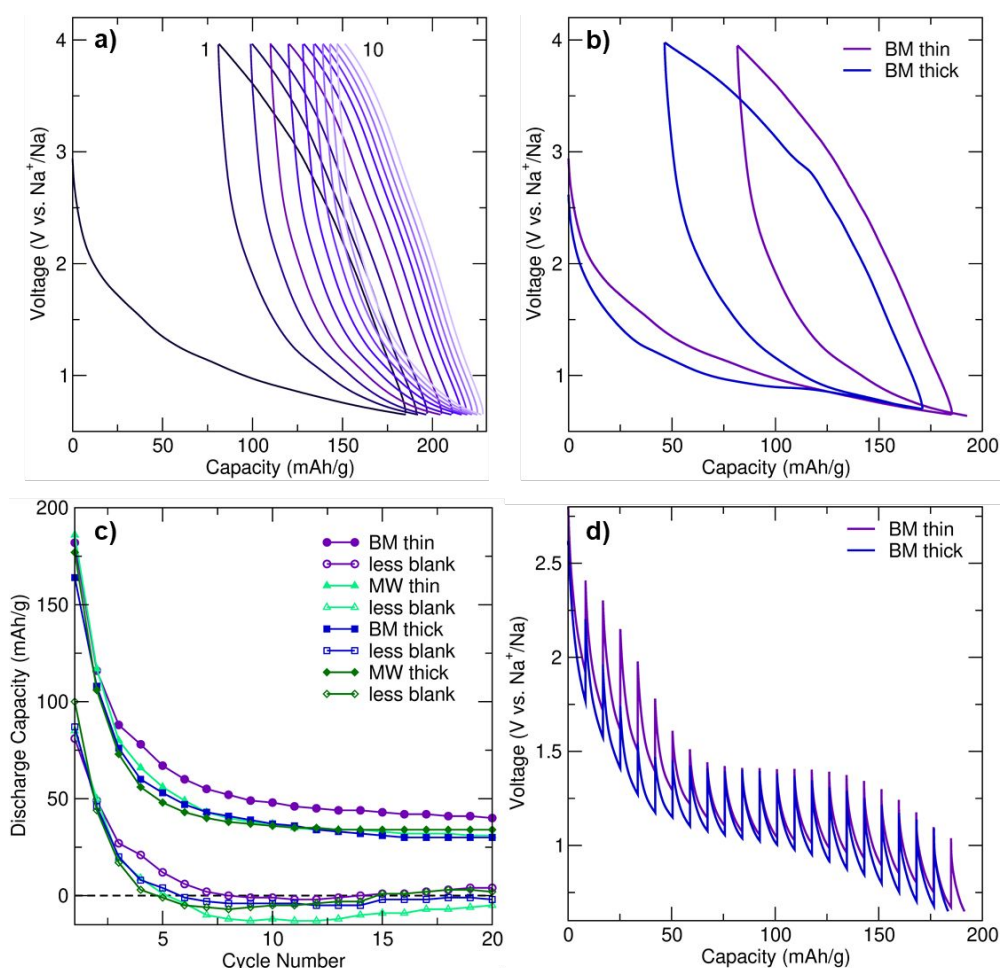 a)
1
10
4
3
2
1
Voltage (V vs. Na⁺/Na)
0
50
100
150
200
Capacity (mAh/g)
b)
BM thin
BM thick
4
3
2
1
Voltage (V vs. Na⁺/Na)
0
50
100
150
200
Capacity (mAh/g)
c)
BM thin
less blank
MW thin
less blank
BM thick
less blank
MW thick
less blank
200
150
100
50
0
Discharge Capacity (mAh/g)
5
10
15
20
Cycle Number
d)
BM thin
BM thick
2.5
2
1.5
1
Voltage (V vs. Na⁺/Na)
0
50
100
150
200
Capacity (mAh/g)